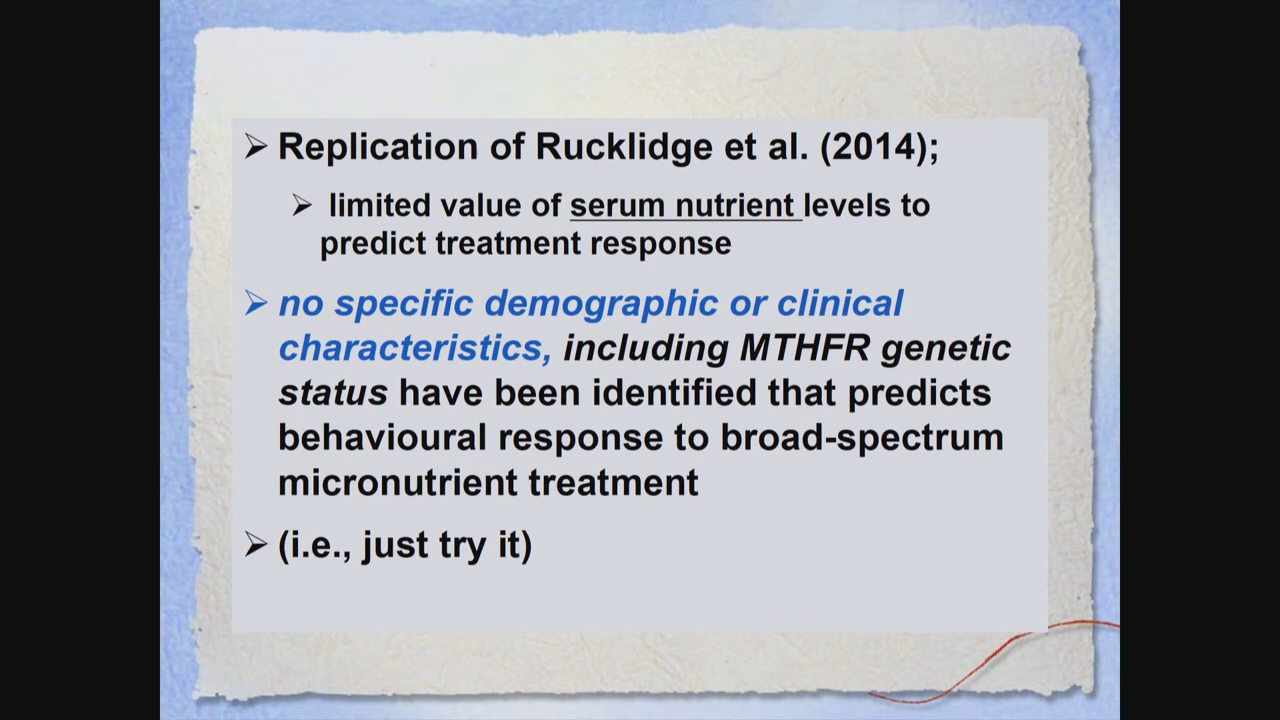 Replication of Rucklidge et al. (2014);
limited value of serum nutrient levels to
predict treatment response
no specific demographic or clinical
characteristics, including MTHFR genetic
status have been identified that predicts
behavioural response to broad-spectrum
micronutrient treatment
(i.e., just try it)